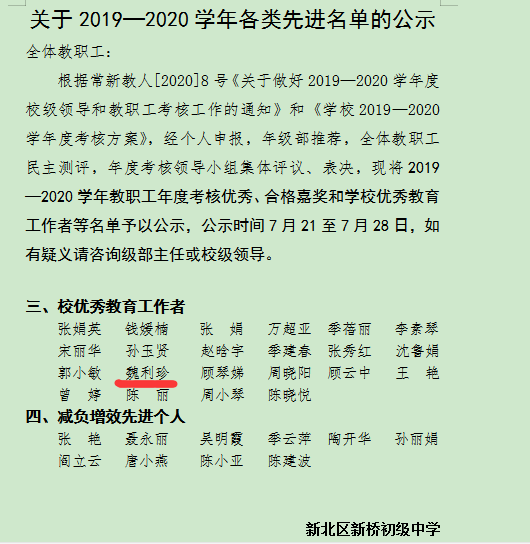 关于 2019—2020 学年各类先进名单的公示
全体教职工：
根据常新教人[2020]8 号《关于做好 2019—2020 学年度
校级领导和教职工考核工作的通知》和《学校 2019—2020
学年度考核方案》，经个人申报，年级部推荐，全体教职工
民主测评，年度考核领导小组集体评议、表决，现将 2019
—2020 学年教职工年度考核优秀、合格嘉奖和学校优秀教育
工作者等名单予以公示，公示时间 7 月 21 至 7 月 28 日，如
有疑义请咨询级部主任或校级领导。
三、校优秀教育工作者
张娟英 钱媛楠 张 娟 万超亚 季蓓丽 李素琴
宋丽华 孙玉贤 赵晗宇 季建春 张秀红 沈鲁娟
郭小敏 魏利珍 顾琴娣 周晓阳 顾云中 王 艳
曾 婷 陈 丽 周小琴 陈晓悦
四、减负增效先进个人
张 艳 聂永丽 吴明霞 季云萍 陶开华 孙丽娟
阎立云 唐小燕 陈小亚 陈建波
新北区新桥初级中学